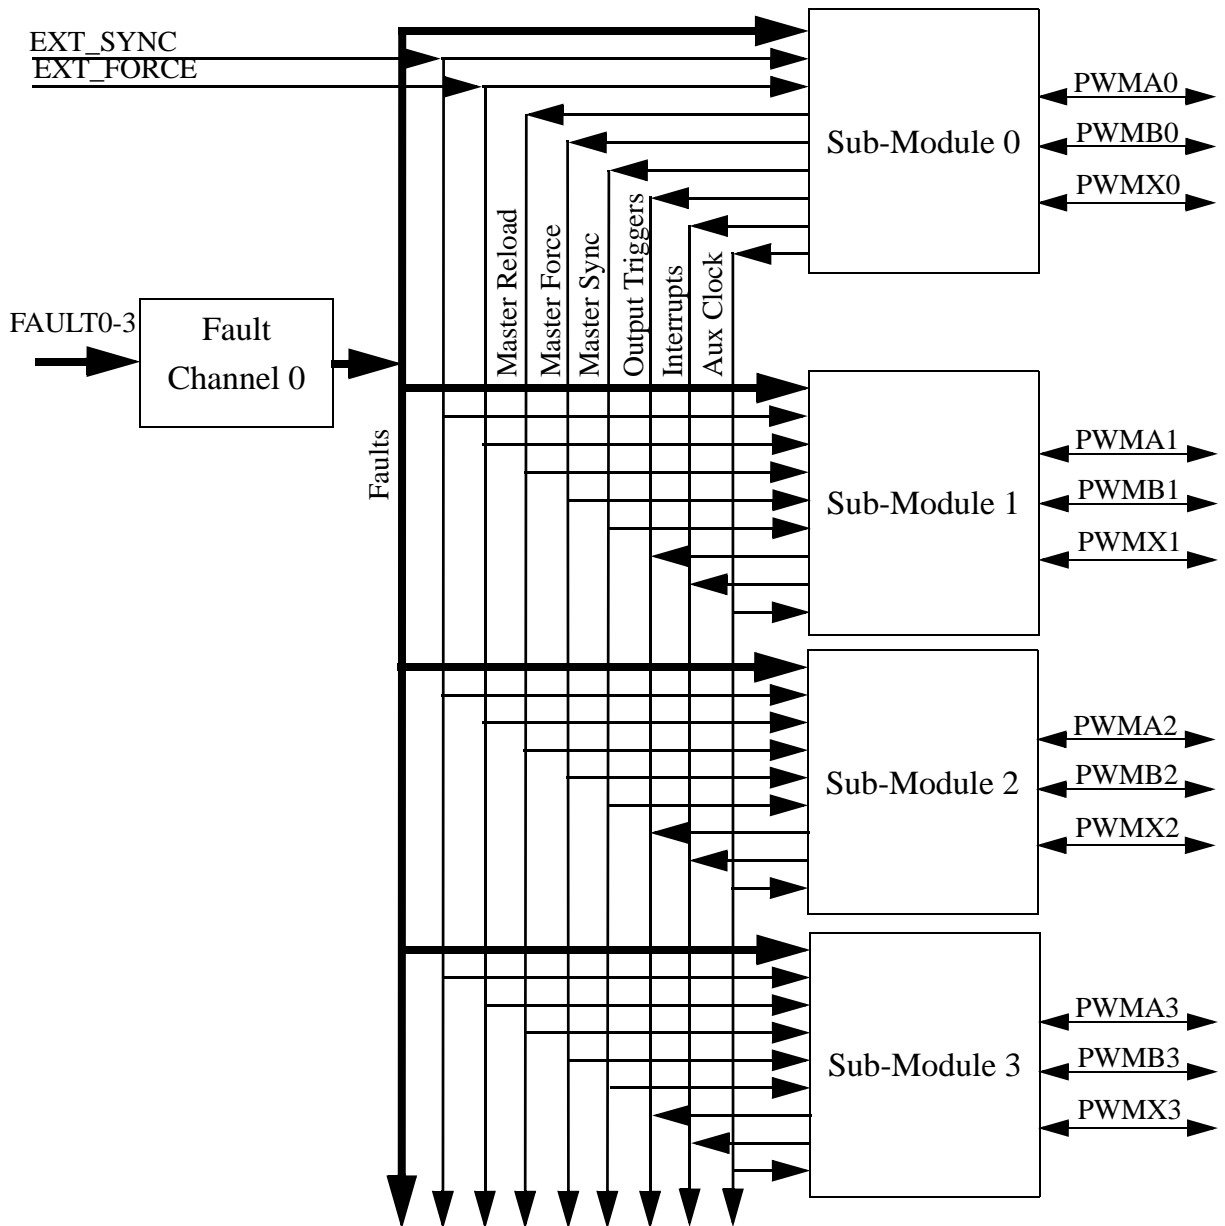 EXT_SYNC
EXT_FORCE
PWMA0
PWMB0
PWMX0
Sub-Module 0
Master Reload
Master Force
Master Sync
Output Triggers
Interrupts
Aux Clock
FAULT0-3
Fault
Channel 0
Faults
PWMA1
PWMB1
PWMX1
Sub-Module 1
PWMA2
PWMB2
PWMX2
Sub-Module 2
PWMA3
PWMB3
PWMX3
Sub-Module 3